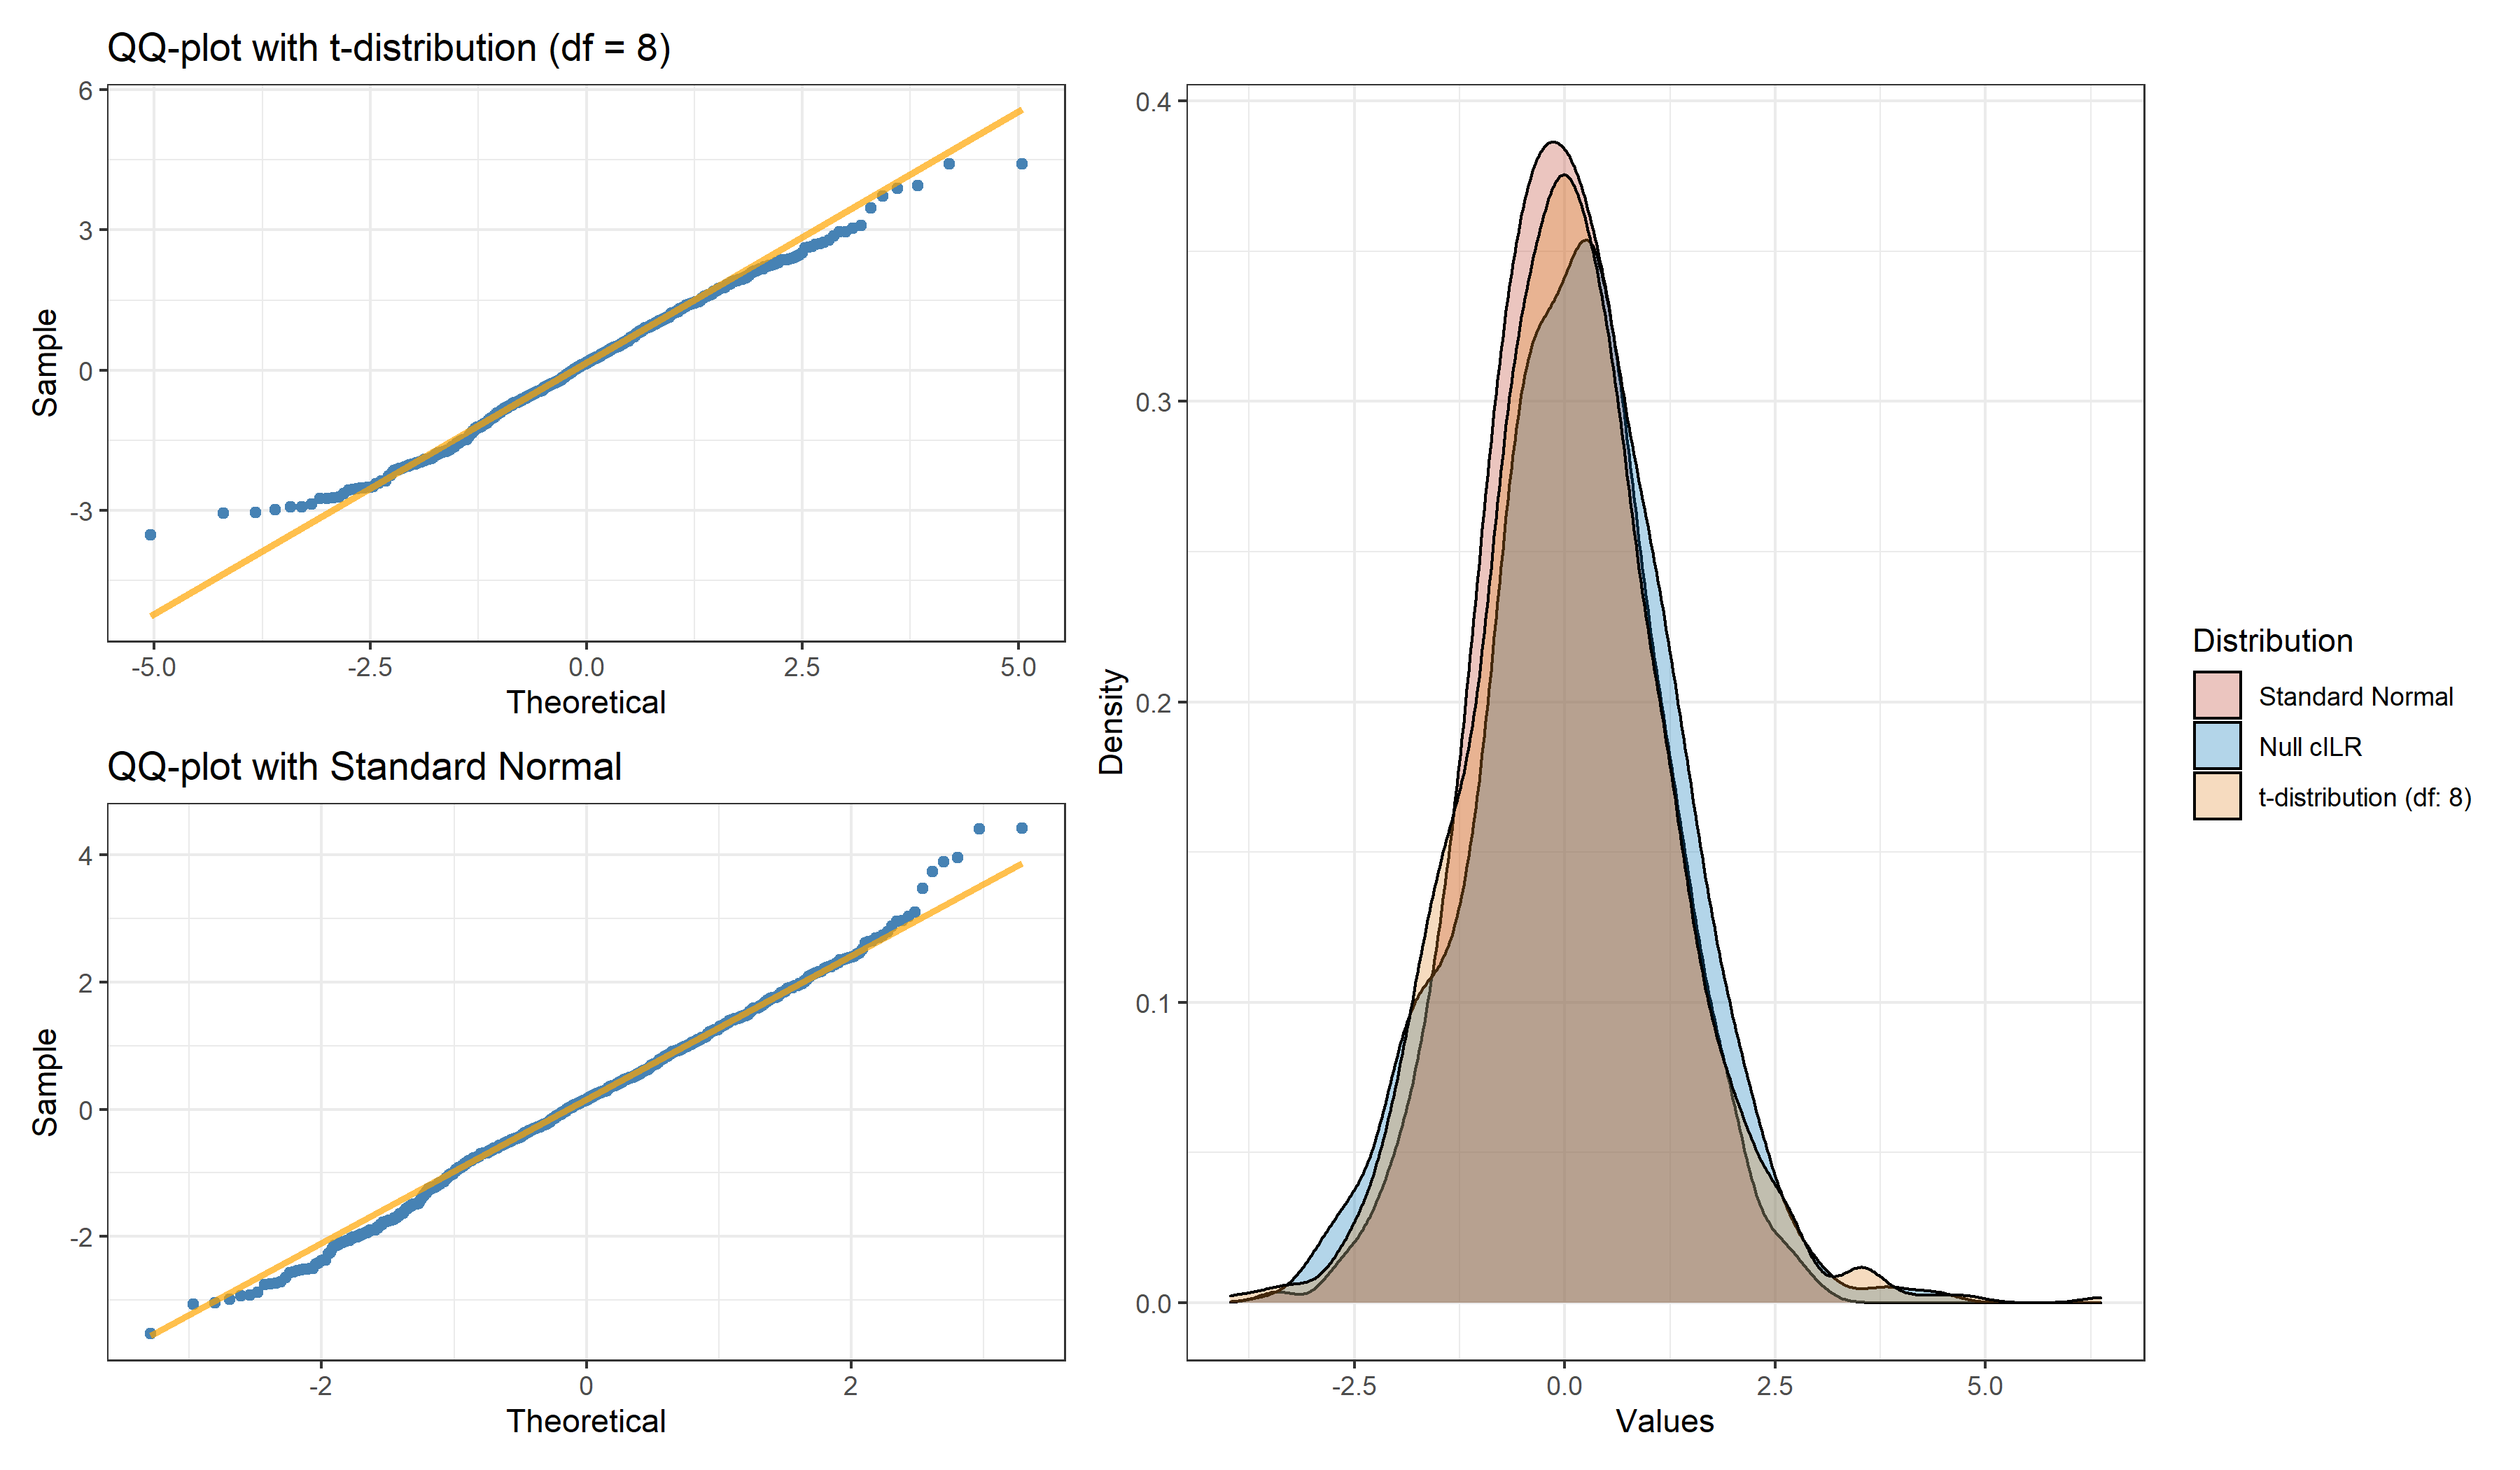 QQ-plot with t-distribution (df = 8)
6
3
0
-3
Sample
-5.0 -2.5 0.0 2.5 5.0
Theoretical
QQ-plot with Standard Normal
4
2
0
-2
Sample
-2 0 2
Theoretical
0.4
0.3
0.2
0.1
0.0
Density
-2.5 0.0 2.5 5.0
Values
Distribution
Standard Normal
Null cILR
t-distribution (df: 8)